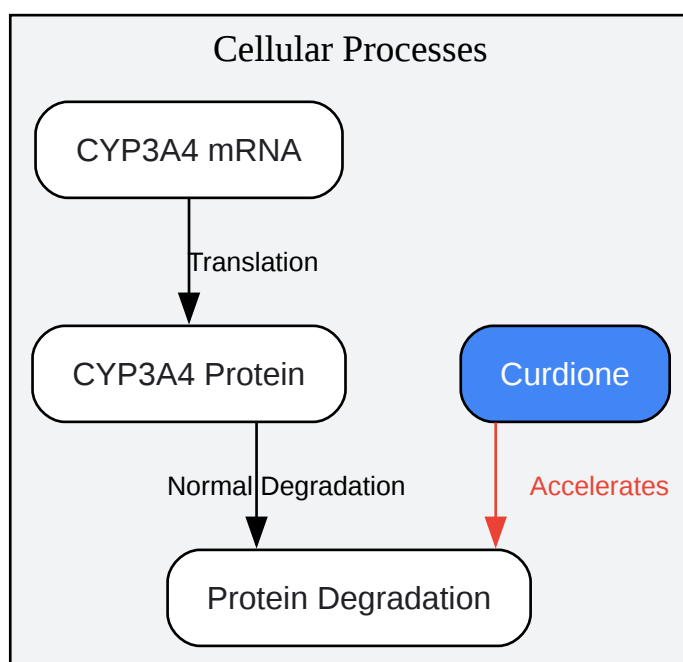 Cellular Processes
CYP3A4 mRNA
Translation
CYP3A4 Protein
Curdione
Normal Degradation
Accelerates
Protein Degradation